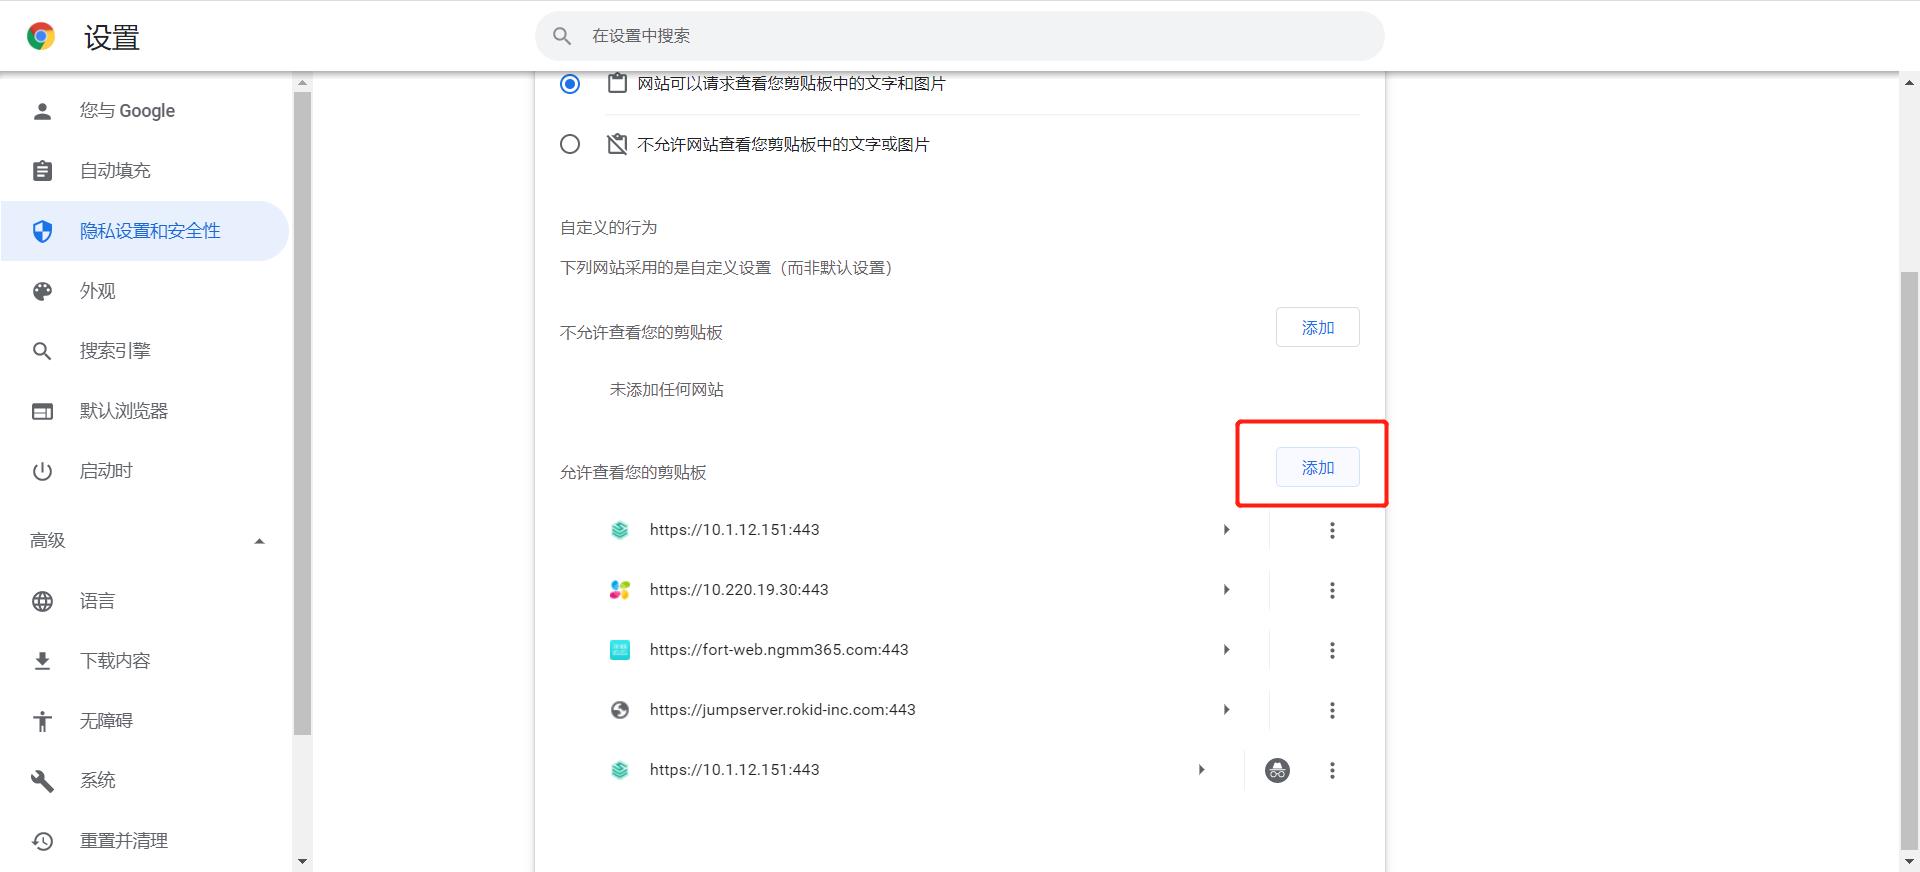 设置
在设置中搜索
您与 Google
自动填充
隐私设置和安全性
外观
搜索引擎
默认浏览器
启动时
高级
语言
下载内容
无障碍
系统
重置并清理
网站可以请求查看您剪贴板中的文字和图片
不允许网站查看您剪贴板中的文字或图片
自定义的行为
下列网站采用的是自定义设置（而非默认设置）
不允许查看您的剪贴板
添加
未添加任何网站
允许查看您的剪贴板
添加
https://10.1.12.151:443
https://10.220.19.30:443
https://fort-web.ngmm365.com:443
https://jumpserver.rokid-inc.com:443
https://10.1.12.151:443